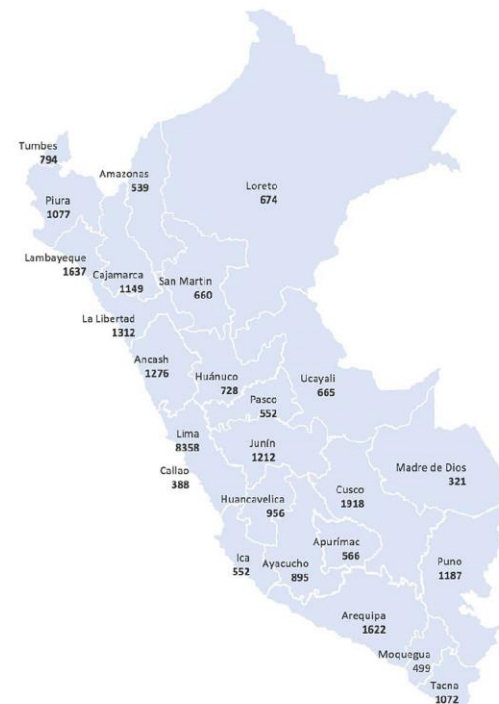 Tumbes
794
Amazonas
539
Loreto
674
Piura
1077
Lambayeque
1637
Cajamarca
1149
San Martin
660
La Libertad
1312
Ancash
1276
Huánuco
728
Ucayali
665
Pasco
552
Lima
8358
Junín
1212
Callao
388
Madre de Dios
321
Cusco
1918
Huancavelica
956
Apurímac
566
Ica
552
Ayacucho
895
Puno
1187
Arequipa
1622
Moquegua
499
Tacna
1072